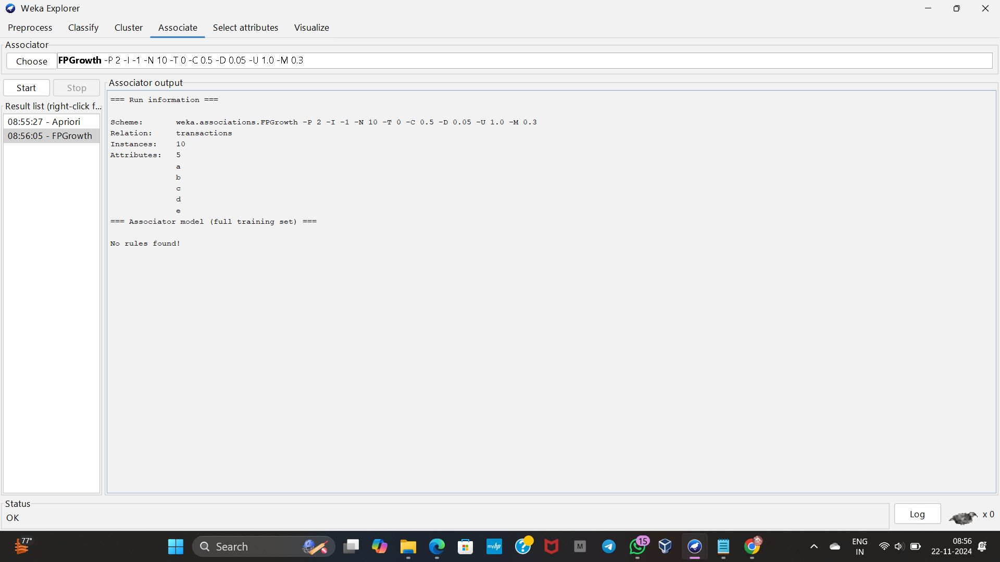 Weka Explorer
Preprocess Classify Cluster Associate Select attributes Visualize
Associator
Choose FPGrowth -P 2 -I -1 -N 10 -T 0 -C 0.5 -D 0.05 -U 1.0 -M 0.3
Start Stop
Result list (right-click f...
08:55:27 - Apriori
08:56:05 - FPGrowth
Associator output
=== Run information ===
Scheme: weka.associations.FPGrowth -P 2 -I -1 -N 10 -T 0 -C 0.5 -D 0.05 -U 1.0 -M 0.3
Relation: transactions
Instances: 10
Attributes: 5
a
b
c
d
e
=== Associator model (full training set) ===
No rules found!
Status
OK
Log
x 0
77°
Search
myhp
M
15
ENG
IN
08:56
22-11-2024